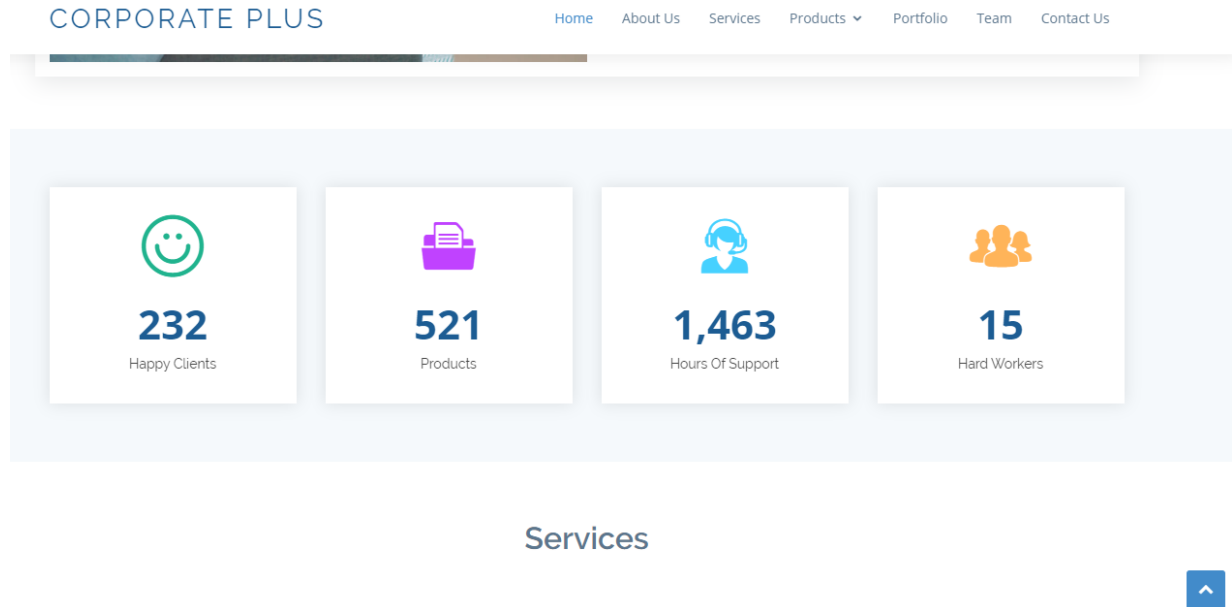 CORPORATE PLUS
Home About Us Services Products Portfolio Team Contact Us
232
Happy Clients
521
Products
1,463
Hours Of Support
15
Hard Workers
Services